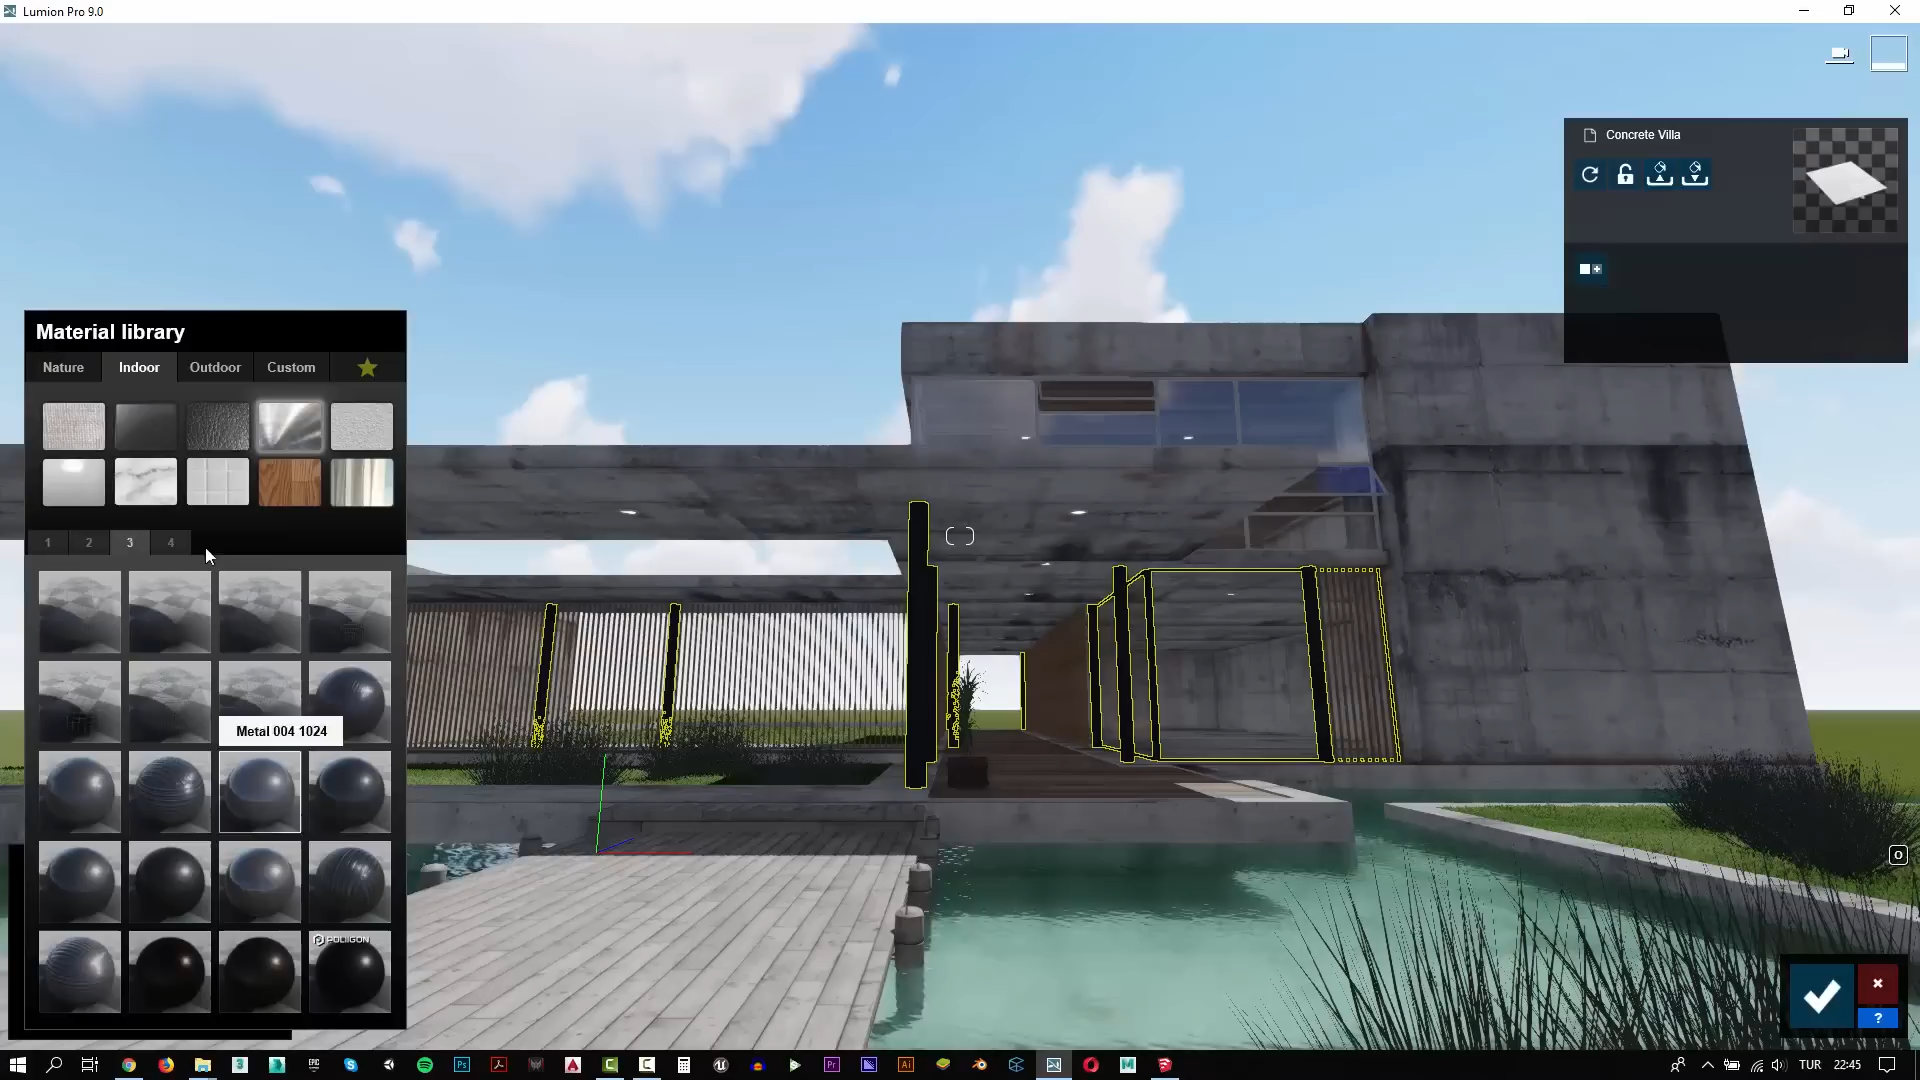 Lumion Pro 9.0
Concrete Villa
Material library
Nature Indoor Outdoor Custom
1 2 3 4
Metal 004 1024
POLIIGON
O
?
TUR 22:45